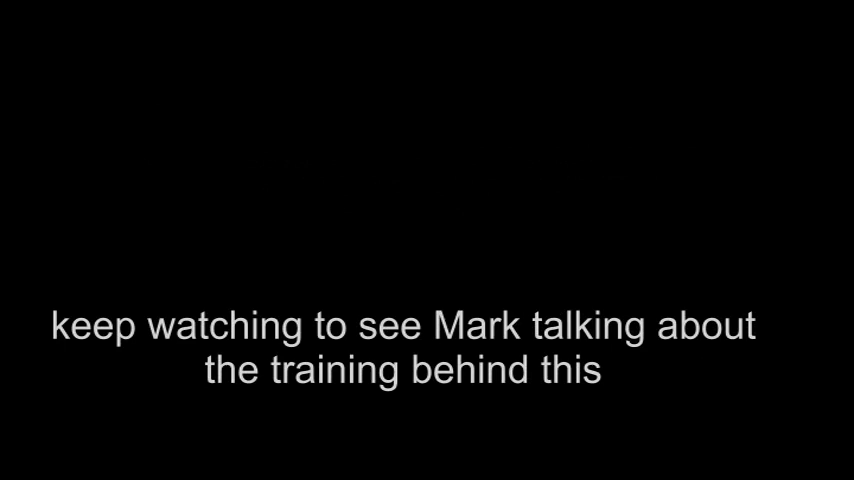 keep watching to see Mark talking about
the training behind this